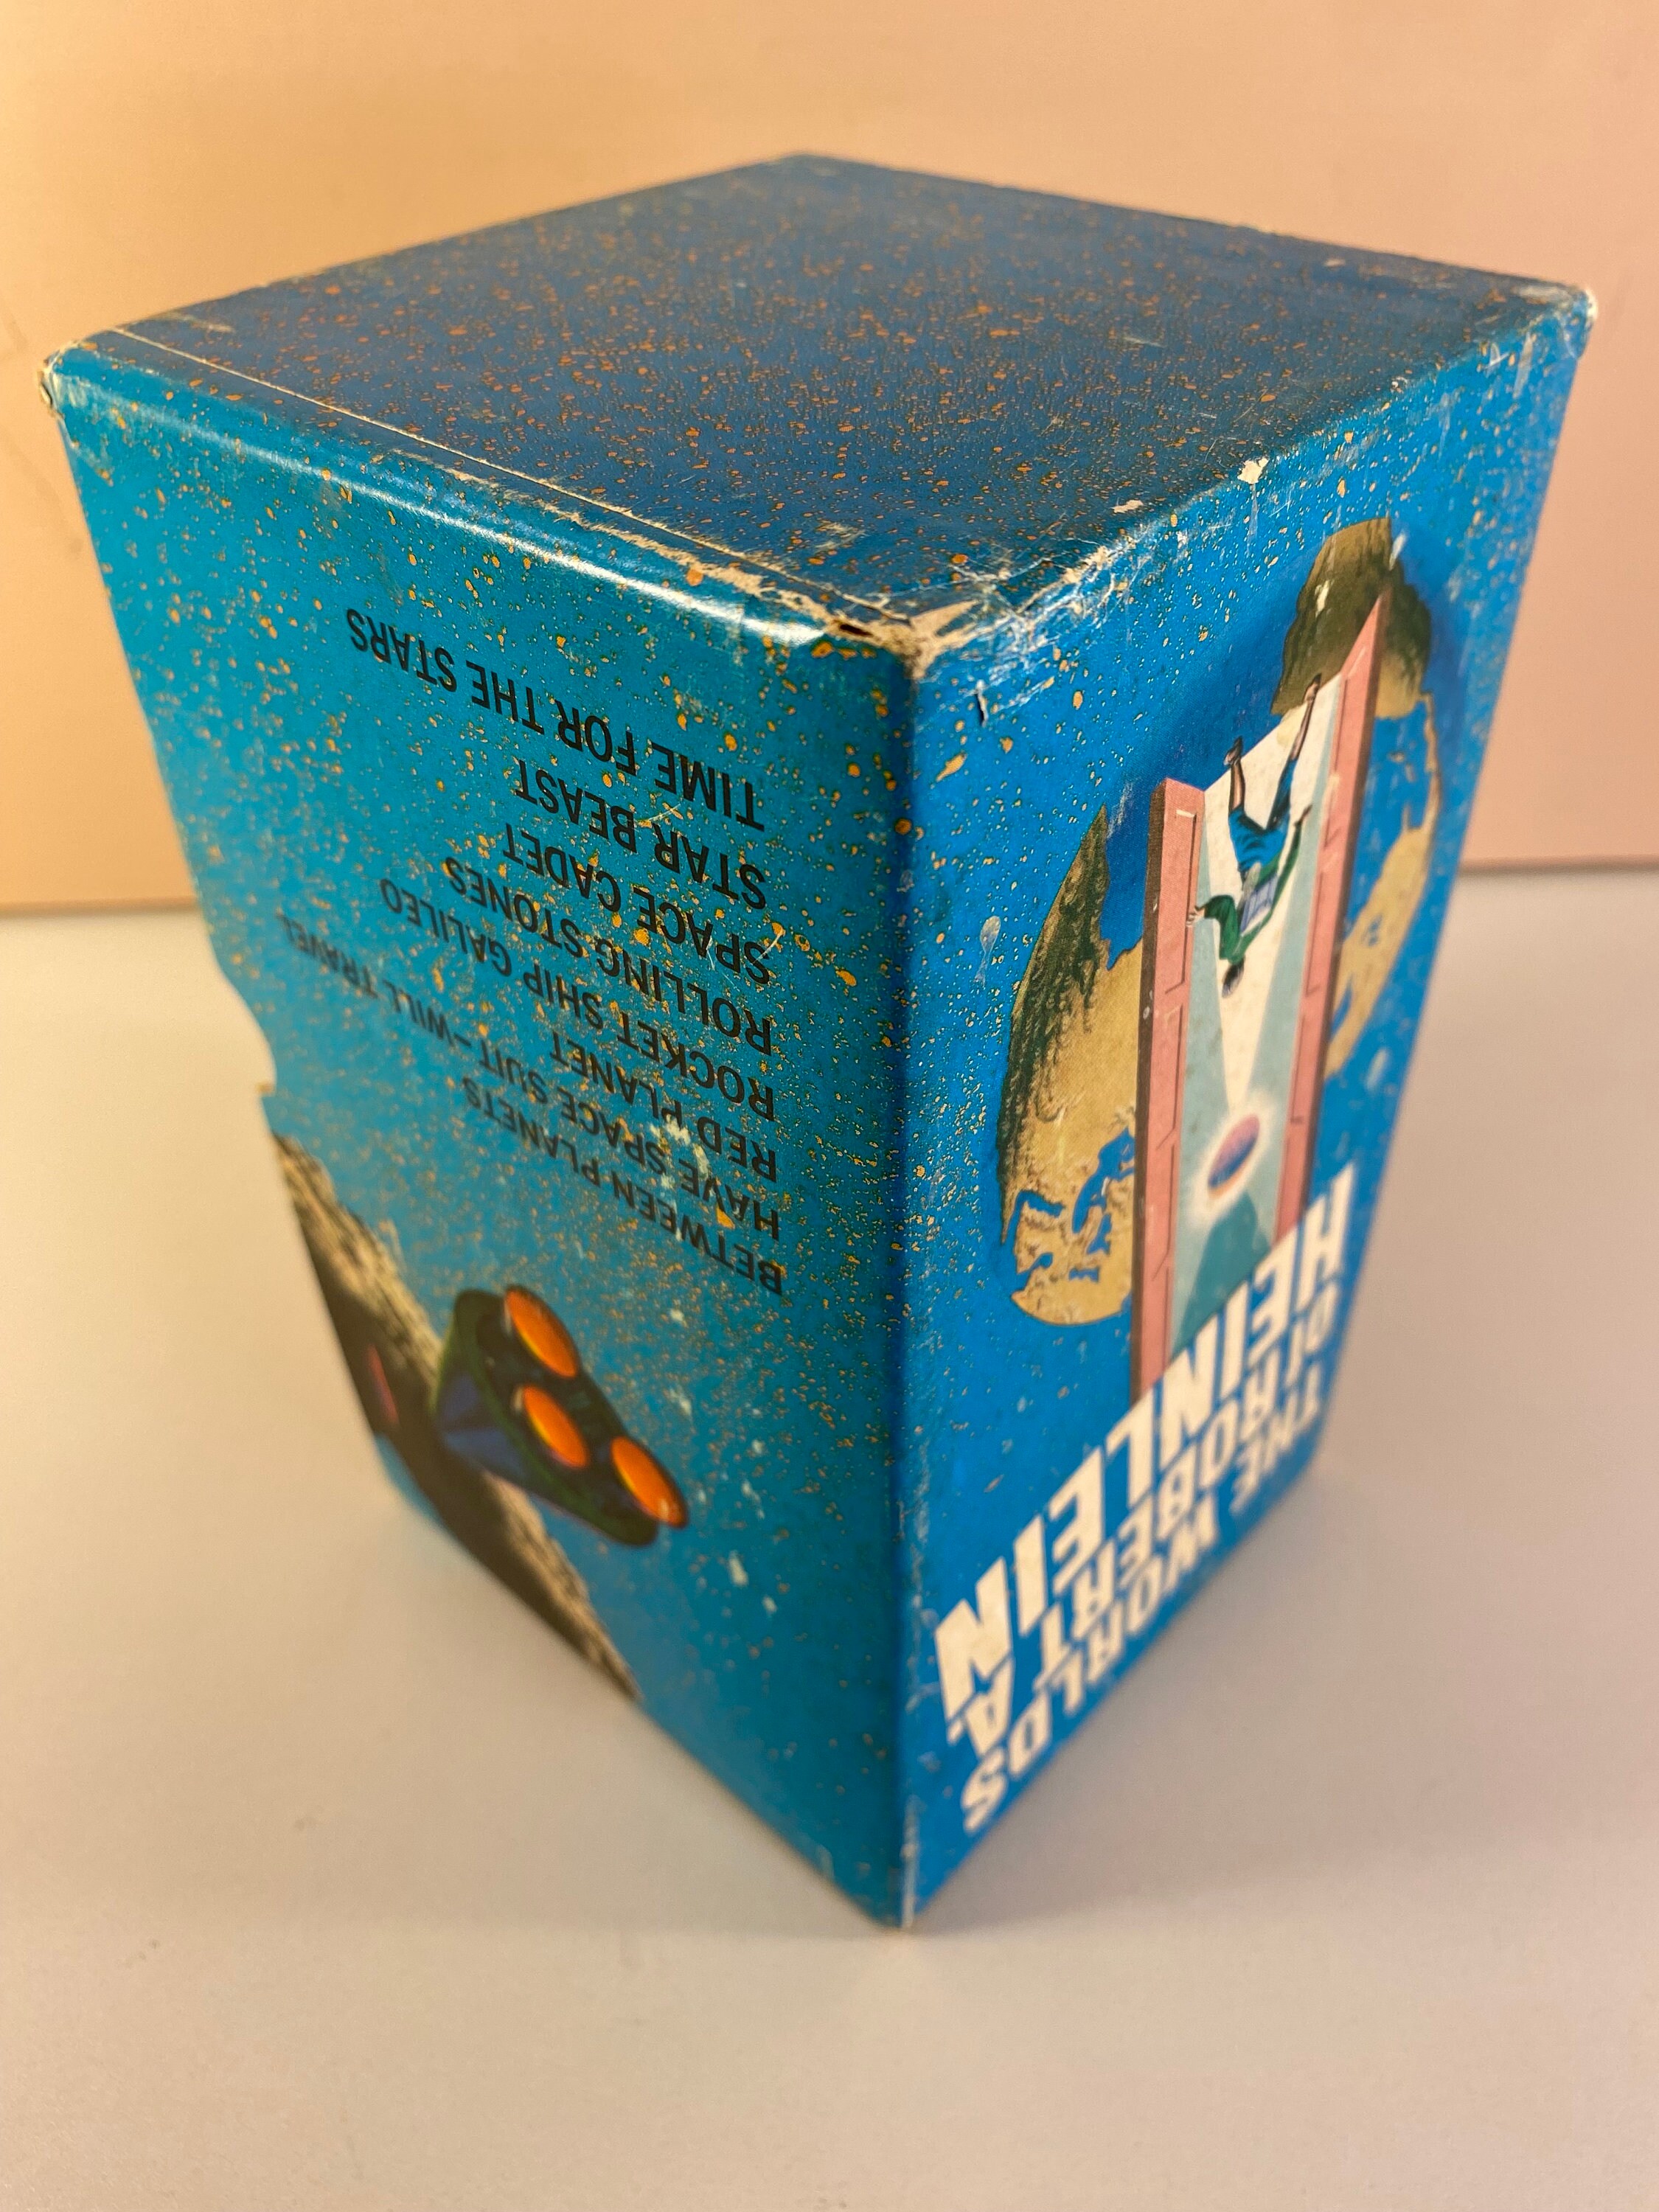 BETWEEN PLANETS
HAVE SPACE SUIT–WILL TRAVEL
RED PLANET
ROCKET SHIP GALILEO
ROLLING STONES
SPACE CADET
STAR BEAST
TIME FOR THE STARS
THE WORLDS
OF ROBERT A.
HEINLEIN